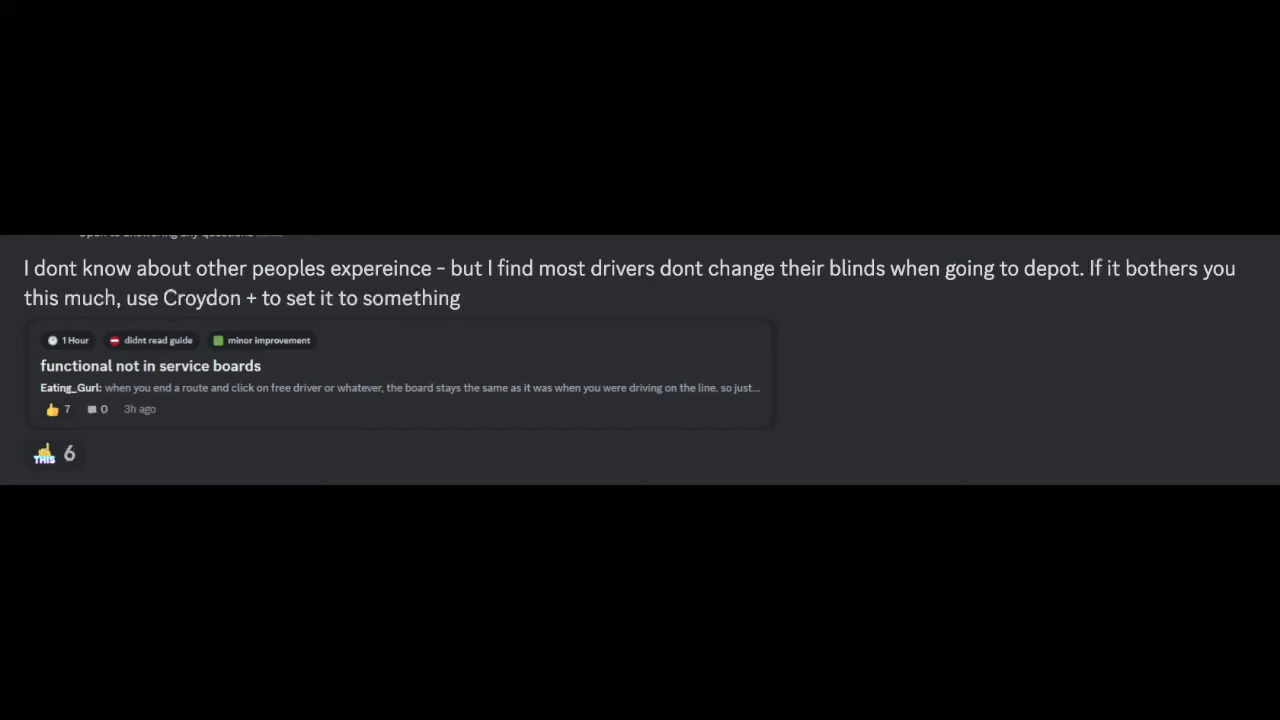 I dont know about other peoples expereince - but I find most drivers dont change their blinds when going to depot. If it bothers you
this much, use Croydon + to set it to something
1 Hour didnt read guide minor improvement
functional not in service boards
Eating_Gurl: when you end a route and click on free driver or whatever, the board stays the same as it was when you were driving on the line. so just...
7 0 3h ago
THIS 6